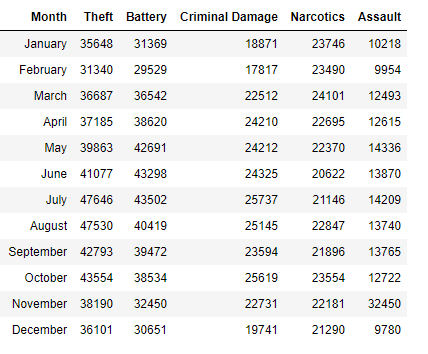 Month Theft Battery Criminal Damage Narcotics Assault
January 35648 31369 18871 23746 10218
February 31340 29529 17817 23490 9954
March 36687 36542 22512 24101 12493
April 37185 38620 24210 22695 12615
May 39863 42691 24212 22370 14336
June 41077 43298 24325 20622 13870
July 47646 43502 25737 21146 14209
August 47530 40419 25145 22847 13740
September 42793 39472 23594 21896 13765
October 43554 38534 25619 23554 12722
November 38190 32450 22731 22181 32450
December 36101 30651 19741 21290 9780